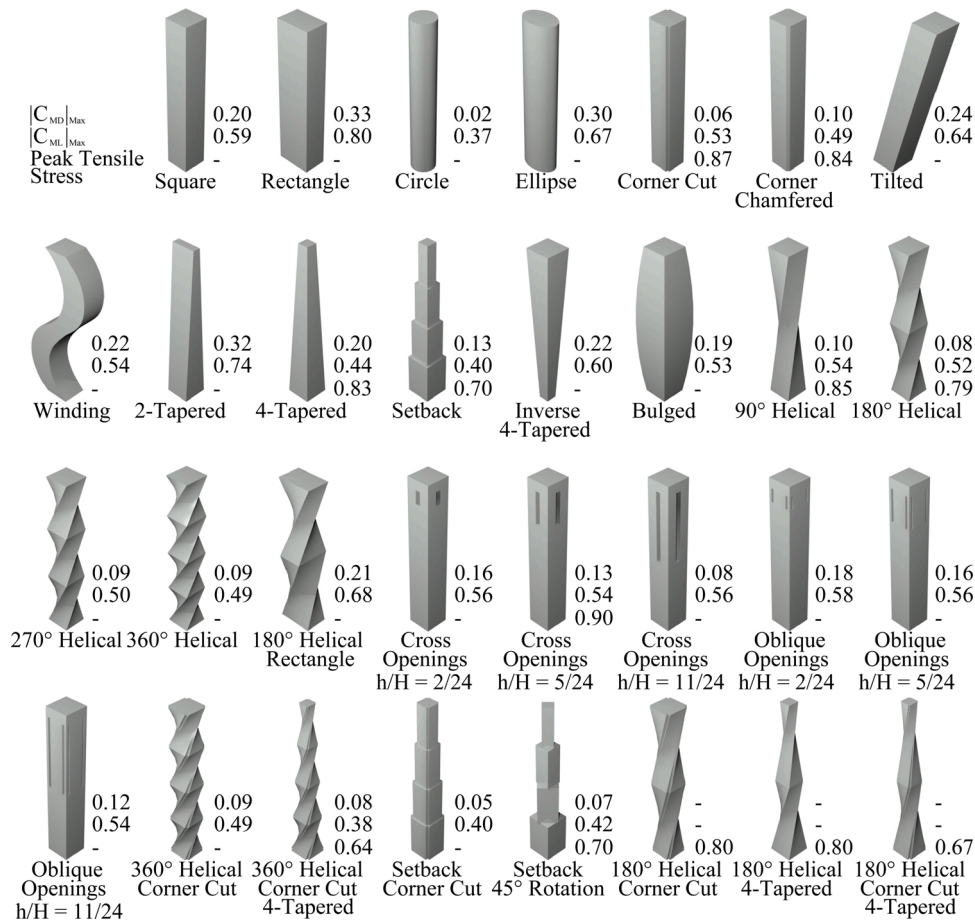 |C_MD|_Max
|C_ML|_Max
Peak Tensile
Stress
0.20
0.59
-
Square
0.33
0.80
-
Rectangle
0.02
0.37
-
Circle
0.30
0.67
-
Ellipse
0.06
0.53
0.87
Corner Cut
0.10
0.49
0.84
Corner
Chamfered
0.24
0.64
-
Tilted
0.22
0.54
-
Winding
0.32
0.74
-
2-Tapered
0.20
0.44
0.83
4-Tapered
0.13
0.40
0.70
Setback
0.22
0.60
-
Inverse
4-Tapered
0.19
0.53
-
Bulged
0.10
0.54
0.85
90° Helical
0.08
0.52
0.79
180° Helical
0.09
0.50
-
270° Helical
0.09
0.49
-
360° Helical
0.21
0.68
-
180° Helical
Rectangle
0.16
0.56
-
Cross
Openings
h/H = 2/24
0.13
0.54
0.90
Cross
Openings
h/H = 5/24
0.08
0.56
-
Cross
Openings
h/H = 11/24
0.18
0.58
-
Oblique
Openings
h/H = 2/24
0.16
0.56
-
Oblique
Openings
h/H = 5/24
0.12
0.54
-
Oblique
Openings
h/H = 11/24
0.09
0.49
-
360° Helical
Corner Cut
0.08
0.38
0.64
360° Helical
Corner Cut
4-Tapered
0.05
0.40
-
Setback
Corner Cut
0.07
0.42
0.70
Setback
45° Rotation
-
-
0.80
180° Helical
Corner Cut
-
-
0.80
180° Helical
4-Tapered
-
-
0.67
180° Helical
Corner Cut
4-Tapered